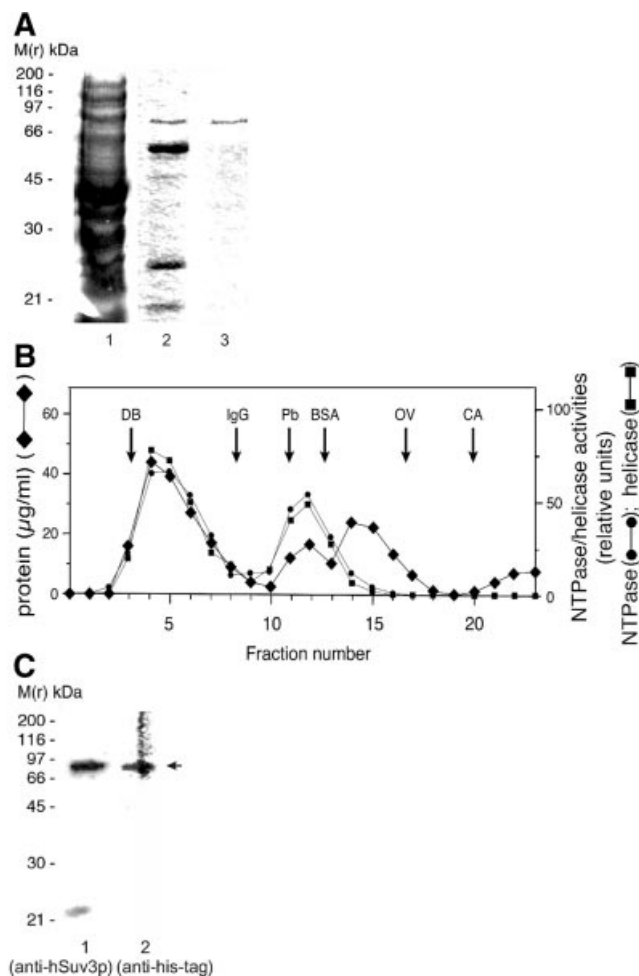 A
M(r) kDa
200 -
116 -
97 -
66 -
45 -
30 -
21 -
1 2 3
B
protein (µg/ml) ( )
60
40
20
0
DB IgG Pb BSA OV CA
100
50
0
NTPase/helicase activities
(relative units)
NTPase( ); helicase( )
5 10 15 20
Fraction number
C
M(r) kDa
200 -
116 -
97 -
66 -
45 -
30 -
21 -
1 2
(anti-hSuv3p) (anti-his-tag)